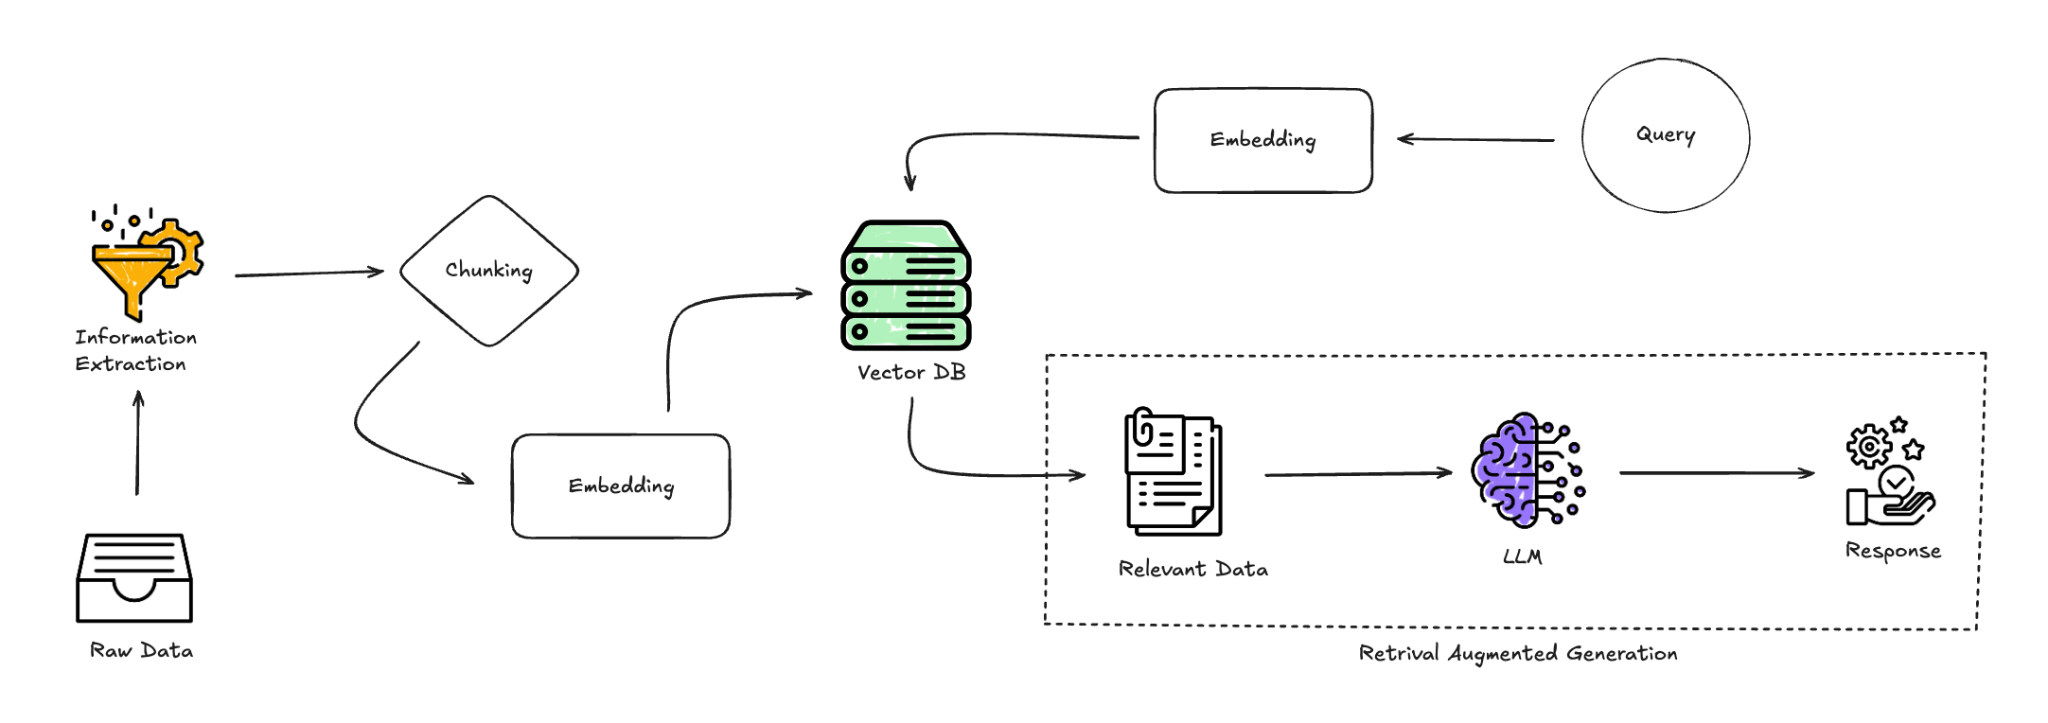 Query
Embedding
Chunking
Information
Extraction
Vector DB
Embedding
Relevant Data
LLM
Response
Raw Data
Retrival Augmented Generation